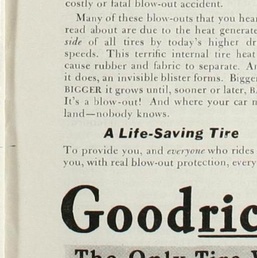 costly or fatal blow-out accident.
Many of these blow-outs that you hear
read about are due to the heat generate
side of all tires by today's higher dr
speeds. This terrific internal tire heat
cause rubber and fabric to separate. A
it does, an invisible blister forms. Bigger
BIGGER it grows until, sooner or later, B
It's a blow-out! And where your car m
land—nobody knows.
A Life-Saving Tire
To provide you, and everyone who rides
you, with real blow-out protection, every
Goodric
The Only Tire